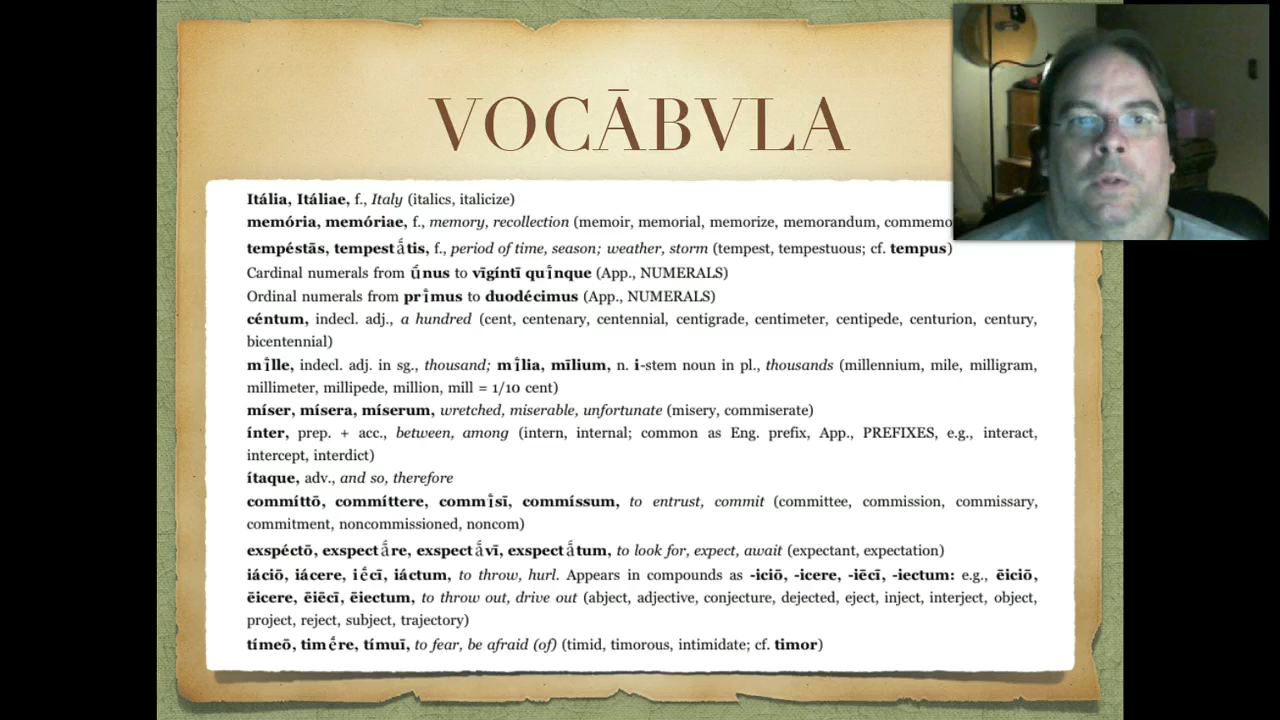 VOCĀBVLA
Itália, Itáliae, f., Italy (italics, italicize)
memória, memóriae, f., memory, recollection (memoir, memorial, memorize, memorandum, commemo
tempéstās, tempestā́tis, f., period of time, season; weather, storm (tempest, tempestuous; cf. tempus)
Cardinal numerals from ū́nus to vīgíntī quī́nque (App., NUMERALS)
Ordinal numerals from prī́mus to duodécimus (App., NUMERALS)
céntum, indecl. adj., a hundred (cent, centenary, centennial, centigrade, centimeter, centipede, centurion, century,
bicentennial)
mī́lle, indecl. adj. in sg., thousand; mī́lia, mīlium, n. i-stem noun in pl., thousands (millennium, mile, milligram,
millimeter, millipede, million, mill = 1/10 cent)
míser, mísera, míserum, wretched, miserable, unfortunate (misery, commiserate)
ínter, prep. + acc., between, among (intern, internal; common as Eng. prefix, App., PREFIXES, e.g., interact,
intercept, interdict)
ítaque, adv., and so, therefore
committō, committere, commī́sī, commíssum, to entrust, commit (committee, commission, commissary,
commitment, noncommissioned, noncom)
exspéctō, exspectā́re, exspectā́vī, exspectā́tum, to look for, expect, await (expectant, expectation)
iáciō, iácere, iḗcī, iáctum, to throw, hurl. Appears in compounds as -iciō, -icere, -iēcī, -iectum: e.g., ēiciō,
ēicere, ēiēcī, ēiectum, to throw out, drive out (abject, adjective, conjecture, dejected, eject, inject, interject, object,
project, reject, subject, trajectory)
tímeō, timḗre, tímuī, to fear, be afraid (of) (timid, timorous, intimidate; cf. timor)